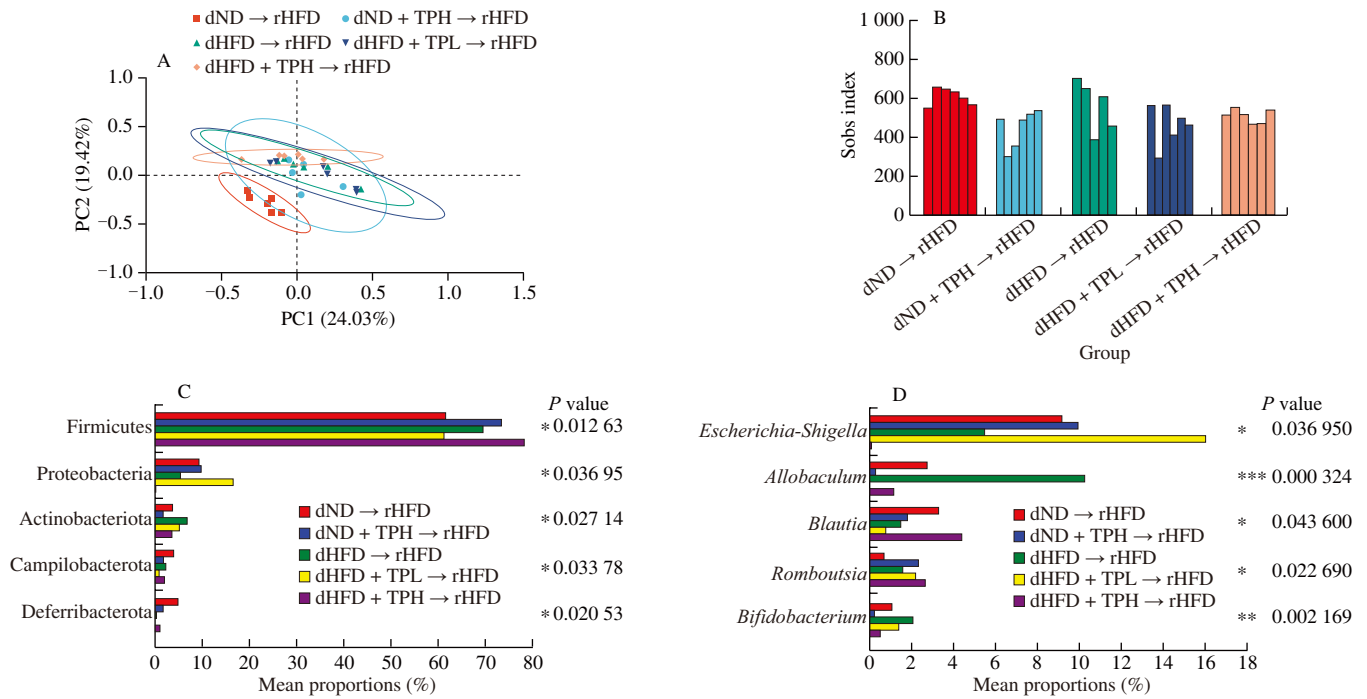 dND → rHFD
dND + TPH → rHFD
dHFD → rHFD
dHFD + TPL → rHFD
dHFD + TPH → rHFD
A
1.0
0.5
0.0
−0.5
−1.0
PC2 (19.42%)
−1.0
−0.5
0.0
0.5
1.0
1.5
PC1 (24.03%)
B
1 000
800
600
400
200
0
Sobs index
dND → rHFD
dND + TPH → rHFD
dHFD → rHFD
dHFD + TPL → rHFD
dHFD + TPH → rHFD
Group
C
P value
Firmicutes
* 0.012 63
Proteobacteria
* 0.036 95
Actinobacteriota
* 0.027 14
Campilobacterota
* 0.033 78
Deferribacterota
* 0.020 53
dND → rHFD
dND + TPH → rHFD
dHFD → rHFD
dHFD + TPL → rHFD
dHFD + TPH → rHFD
0 10 20 30 40 50 60 70 80
Mean proportions (%)
D
P value
Escherichia-Shigella
* 0.036 950
Allobaculum
*** 0.000 324
Blautia
* 0.043 600
Romboutsia
* 0.022 690
Bifidobacterium
** 0.002 169
dND → rHFD
dND + TPH → rHFD
dHFD → rHFD
dHFD + TPL → rHFD
dHFD + TPH → rHFD
0 2 4 6 8 10 12 14 16 18
Mean proportions (%)